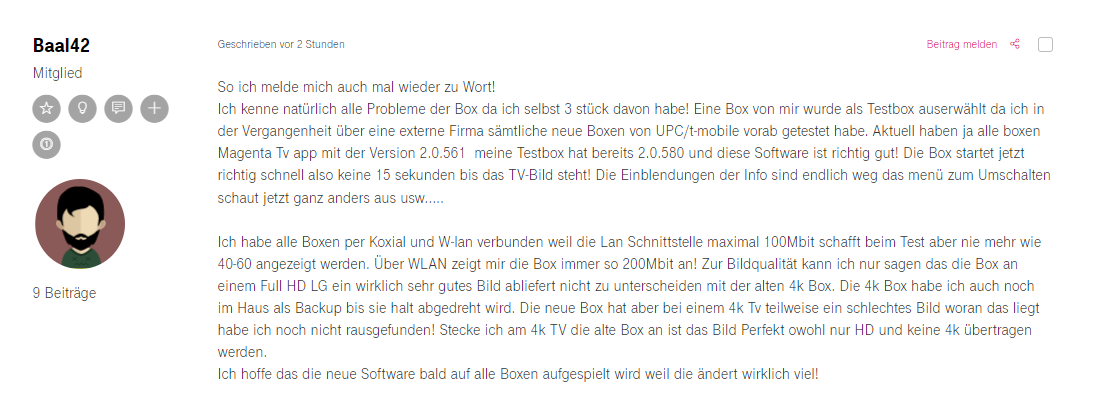 Baal42
Mitglied
9 Beiträge
Geschrieben vor 2 Stunden
Beitrag melden
So ich melde mich auch mal wieder zu Wort!
Ich kenne natürlich alle Probleme der Box da ich selbst 3 stück davon habe! Eine Box von mir wurde als Testbox auserwählt da ich in
der Vergangenheit über eine externe Firma sämtliche neue Boxen von UPC/t-mobile vorab getestet habe. Aktuell haben ja alle boxen
Magenta Tv app mit der Version 2.0.561  meine Testbox hat bereits 2.0.580 und diese Software ist richtig gut! Die Box startet jetzt
richtig schnell also keine 15 sekunden bis das TV-Bild steht! Die Einblendungen der Info sind endlich weg das menü zum Umschalten
schaut jetzt ganz anders aus usw.....
Ich habe alle Boxen per Koxial und W-lan verbunden weil die Lan Schnittstelle maximal 100Mbit schafft beim Test aber nie mehr wie
40-60 angezeigt werden. Über WLAN zeigt mir die Box immer so 200Mbit an! Zur Bildqualität kann ich nur sagen das die Box an
einem Full HD LG ein wirklich sehr gutes Bild abliefert nicht zu unterscheiden mit der alten 4k Box. Die 4k Box habe ich auch noch
im Haus als Backup bis sie halt abgedreht wird. Die neue Box hat aber bei einem 4k Tv teilweise ein schlechtes Bild woran das liegt
habe ich noch nicht rausgefunden! Stecke ich am 4k TV die alte Box an ist das Bild Perfekt owohl nur HD und keine 4k übertragen
werden.
Ich hoffe das die neue Software bald auf alle Boxen aufgespielt wird weil die ändert wirklich viel!